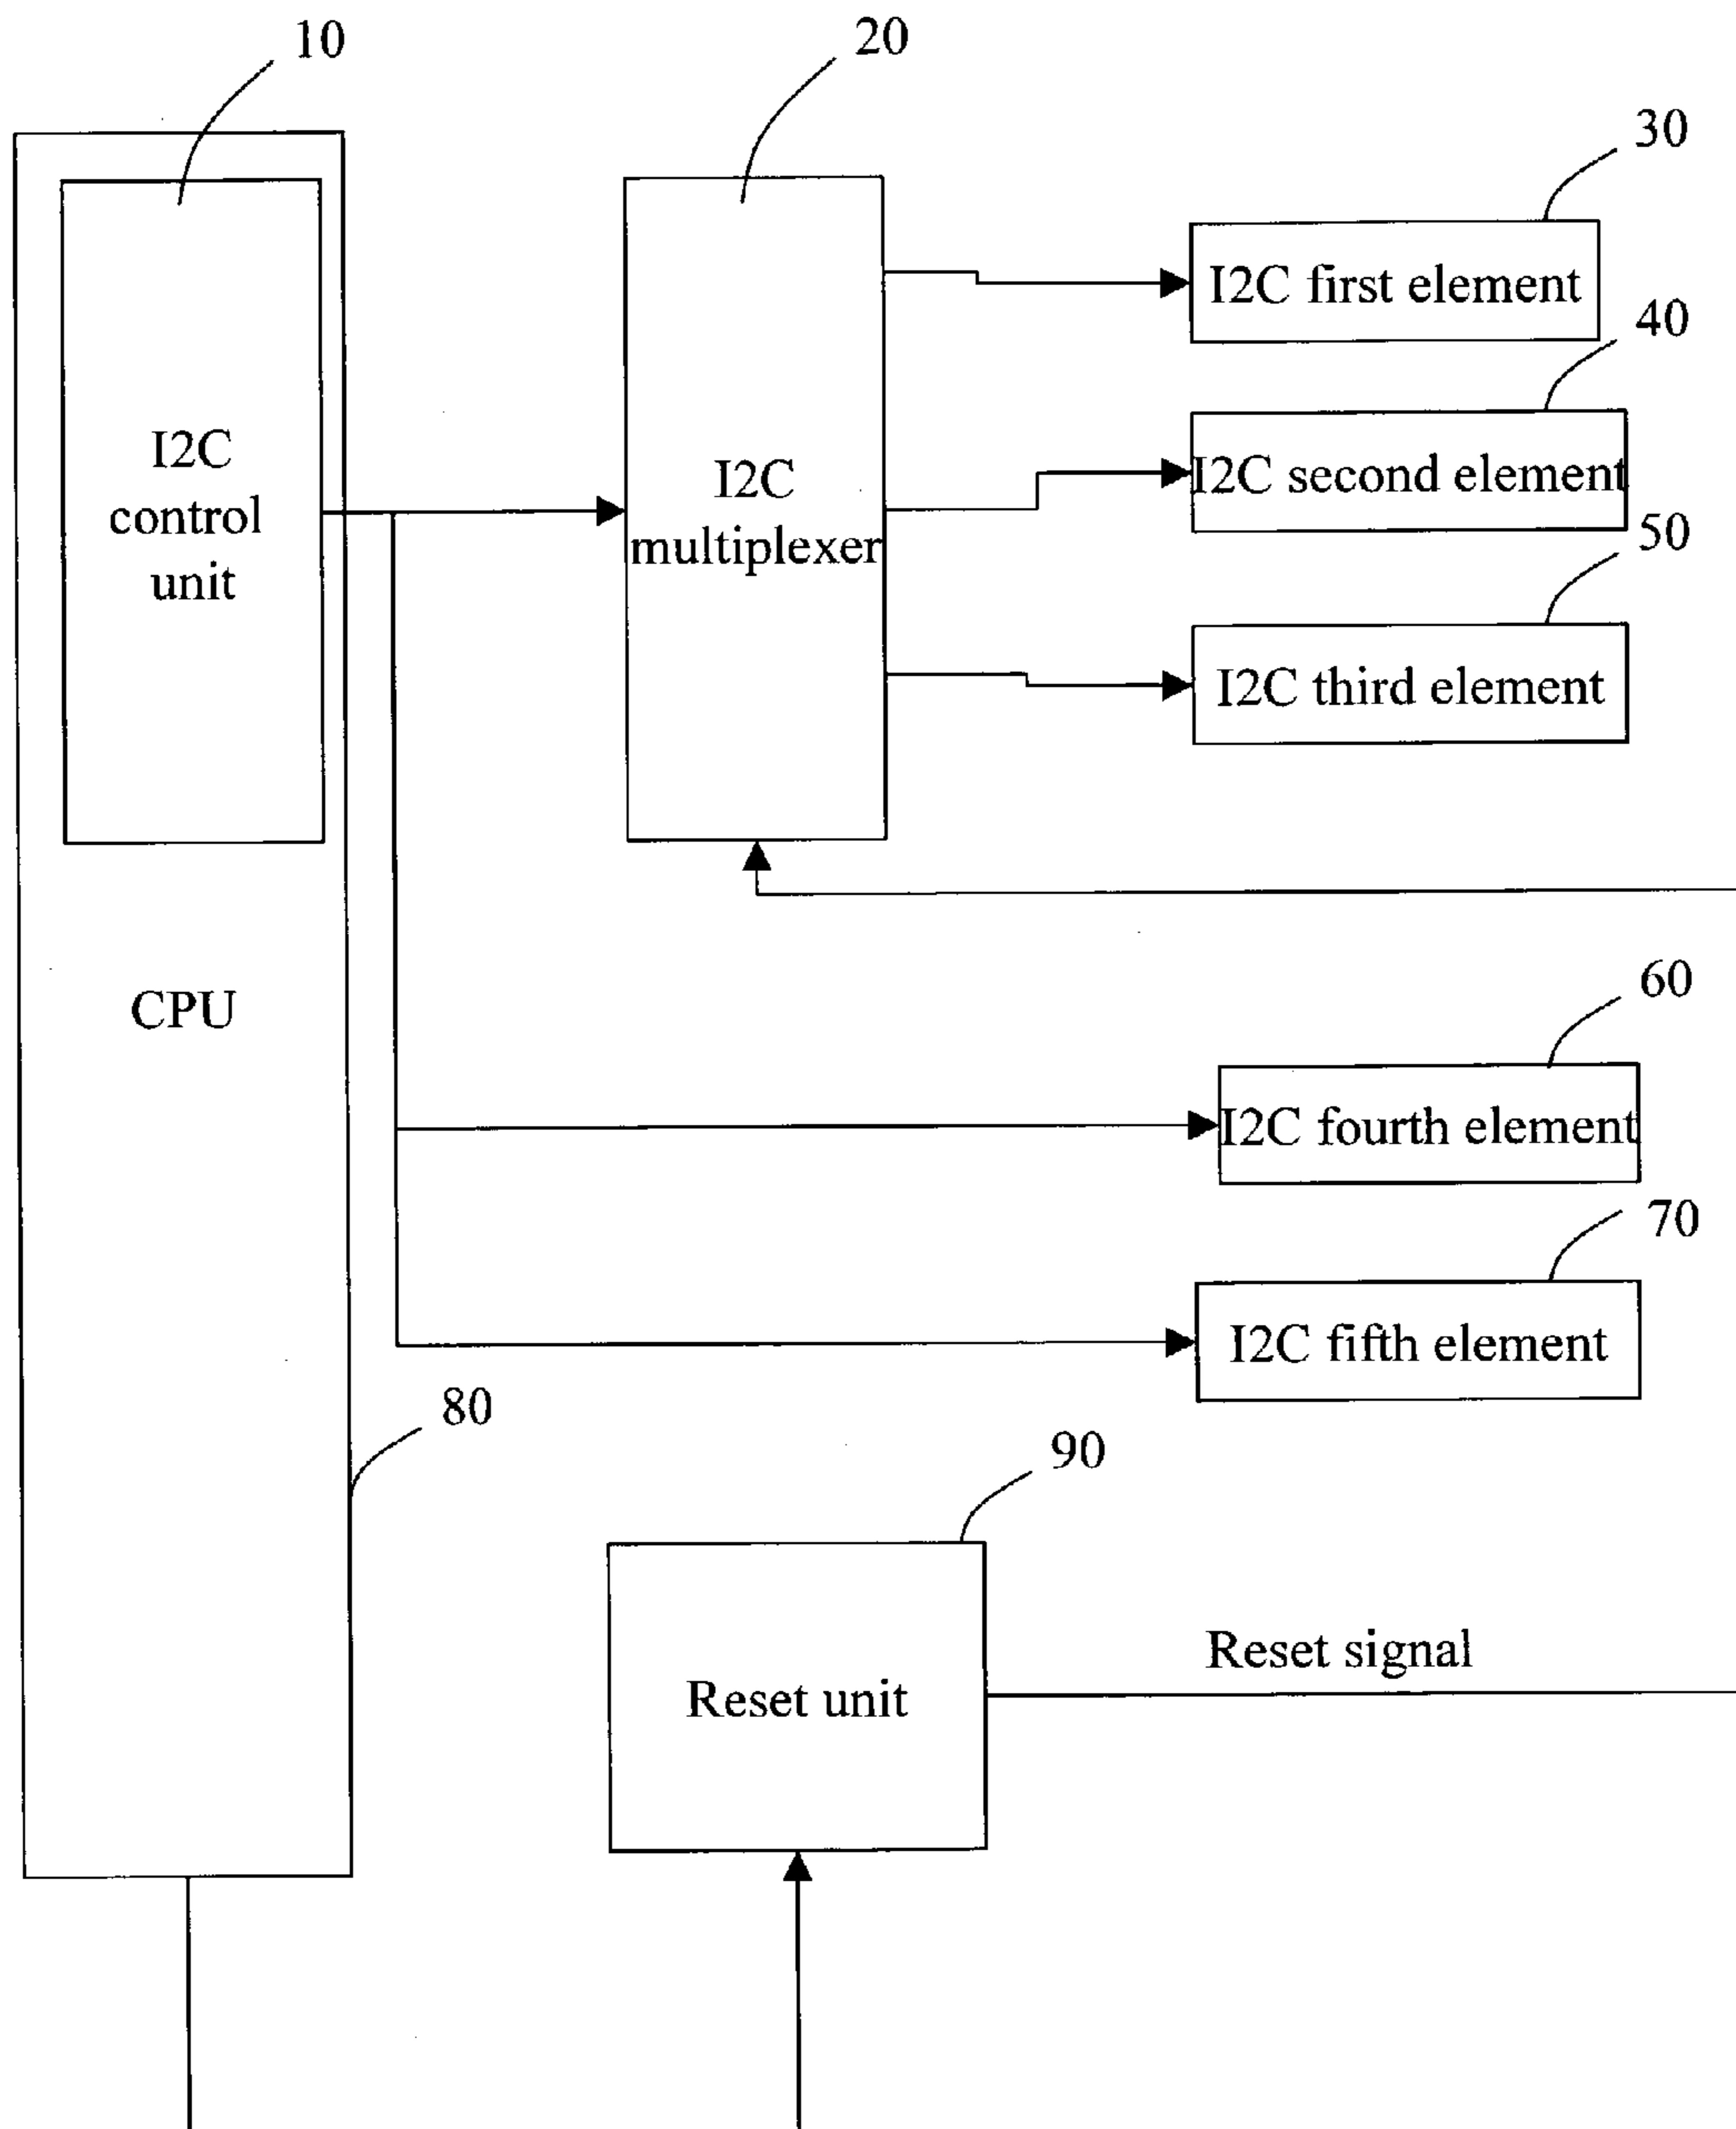 10
20
30
I2C first element
40
I2C
control
unit
I2C
multiplexer
I2C second element
50
I2C third element
CPU
60
I2C fourth element
70
I2C fifth element
80
90
Reset signal
Reset unit